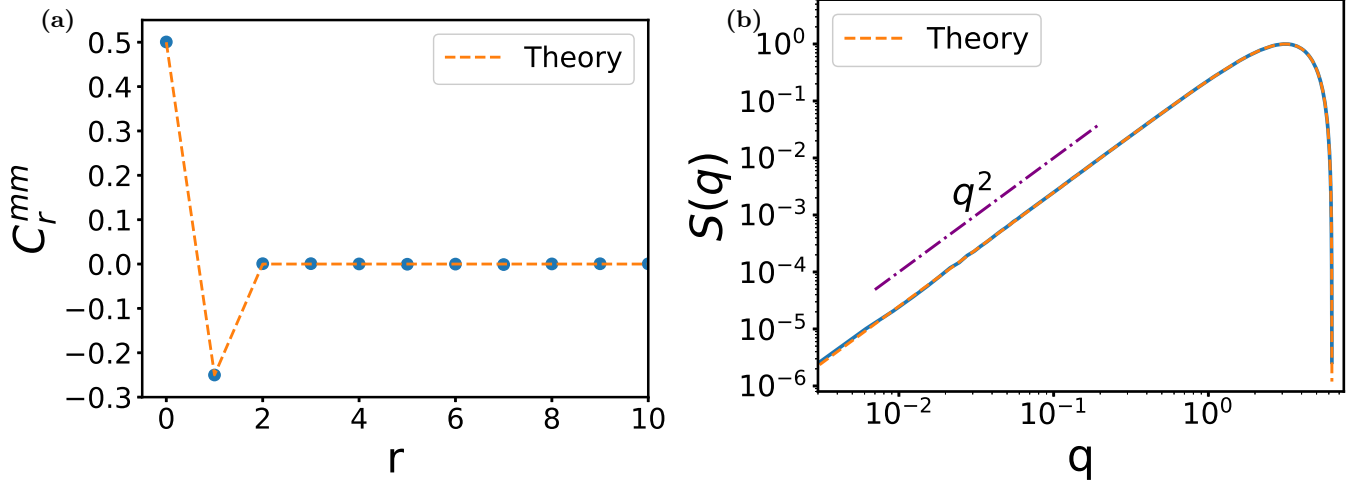 (a)
0.5
0.4
0.3
0.2
0.1
0.0
−0.1
−0.2
−0.3
C_r^{mm}
Theory
0 2 4 6 8 10
r
(b)
10^0
10^{-1}
10^{-2}
10^{-3}
10^{-4}
10^{-5}
10^{-6}
S(q)
Theory
q^2
10^{-2} 10^{-1} 10^0
q